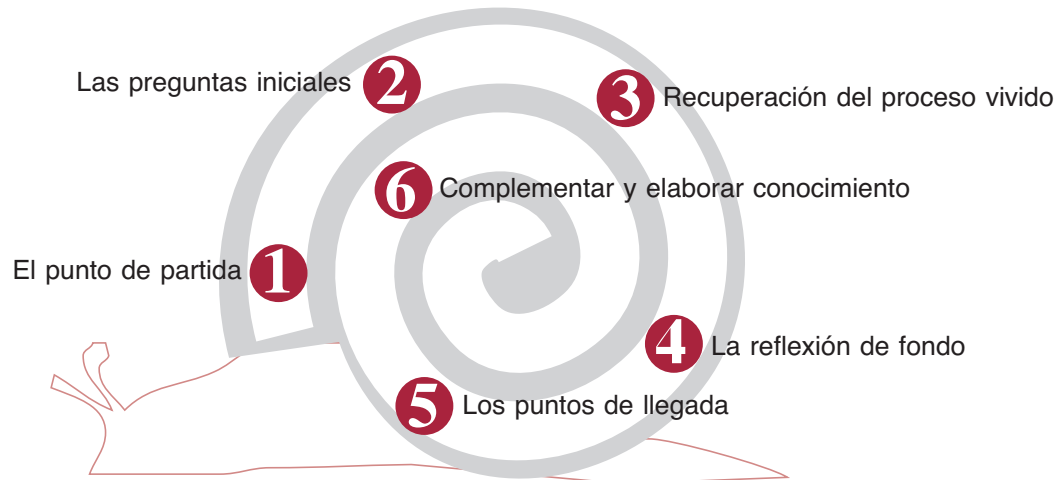 1 El punto de partida
2 Las preguntas iniciales
3 Recuperación del proceso vivido
4 La reflexión de fondo
5 Los puntos de llegada
6 Complementar y elaborar conocimiento